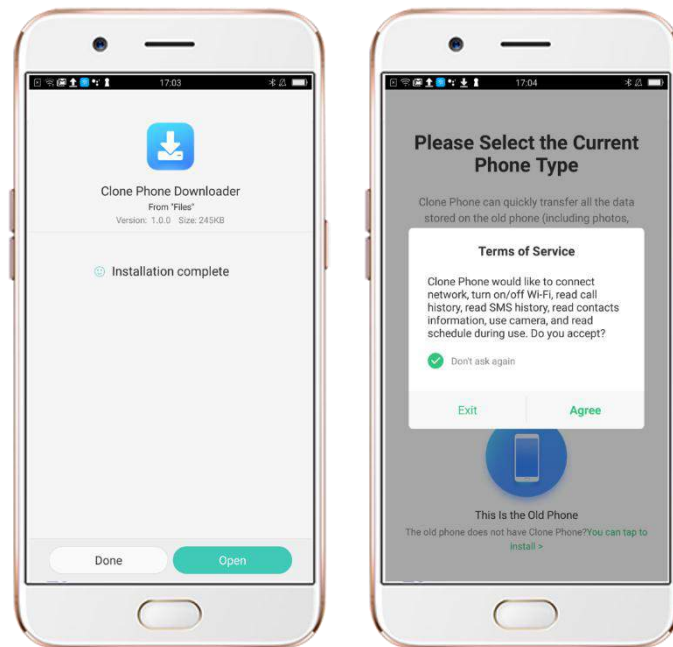 17:03
Clone Phone Downloader
From "Files"
Version: 1.0.0 Size: 245KB
Installation complete
Done
Open
17:04
Please Select the Current
Phone Type
Clone Phone can quickly transfer all the data
stored on the old phone (including photos,
Terms of Service
Clone Phone would like to connect
network, turn on/off Wi-Fi, read call
history, read SMS history, read contacts
information, use camera, and read
schedule during use. Do you accept?
Don't ask again
Exit
Agree
This Is the Old Phone
The old phone does not have Clone Phone?You can tap to
install >